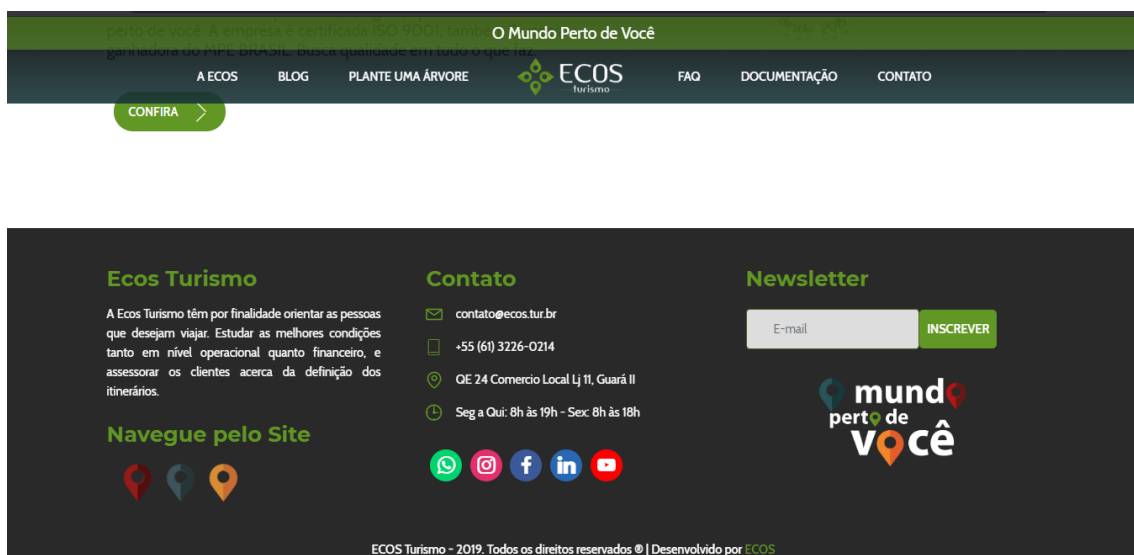 O Mundo Perto de Você
perto de você. A empresa é certificada ISO 9001, també
ganhadora do MPE BRASIL. Busca qualidade em tudo o que faz.
A ECOS
BLOG
PLANTE UMA ÁRVORE
ECOS
turismo
FAQ
DOCUMENTAÇÃO
CONTATO
CONFIRA
Ecos Turismo
A Ecos Turismo têm por finalidade orientar as pessoas
que desejam viajar. Estudar as melhores condições
tanto em nível operacional quanto financeiro, e
assessorar os clientes acerca da definição dos
itinerários.
Navegue pelo Site
Contato
contato@ecos.tur.br
+55 (61) 3226-0214
QE 24 Comercio Local Lj 11, Guará II
Seg a Qui: 8h às 19h - Sex: 8h às 18h
Newsletter
E-mail
INSCREVER
mundo
perto de
você
ECOS Turismo - 2019. Todos os direitos reservados ® | Desenvolvido por ECOS